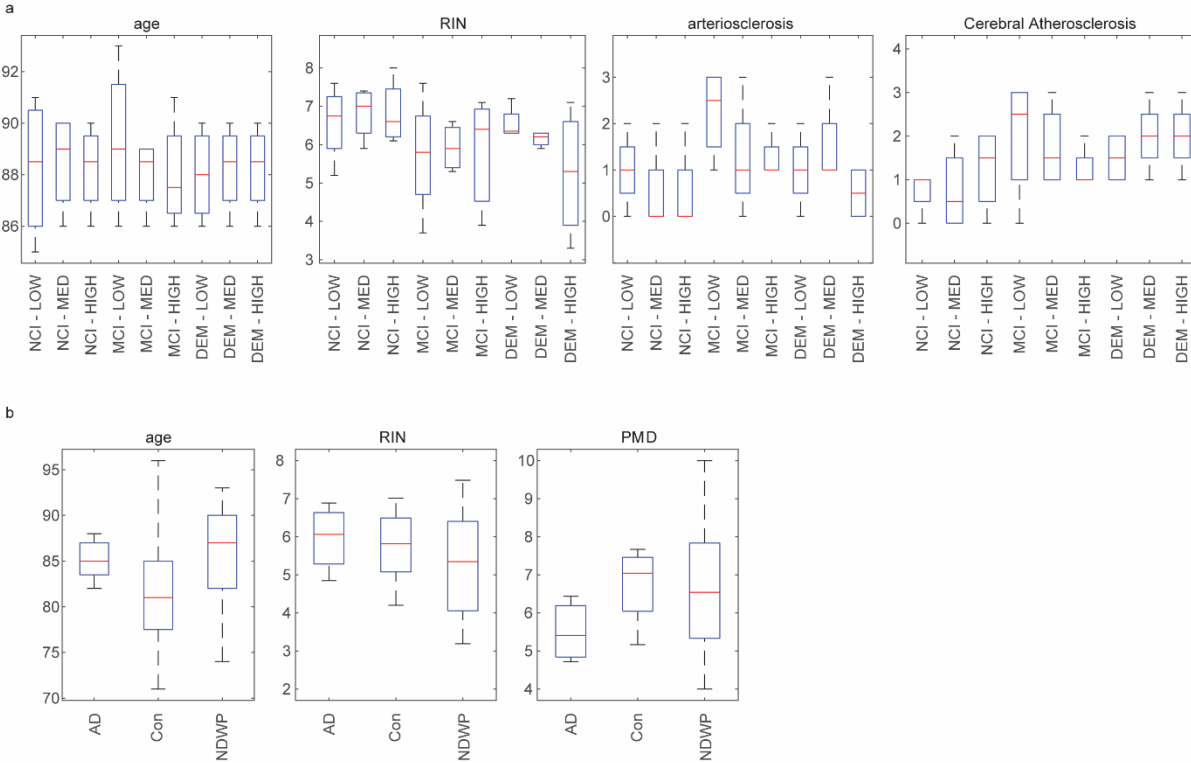 a
age
RIN
arteriosclerosis
Cerebral Atherosclerosis
92
90
88
86
8
7
6
5
4
3
3
2
1
0
4
3
2
1
0
NCI - LOW
NCI - MED
NCI - HIGH
MCI - LOW
MCI - MED
MCI - HIGH
DEM - LOW
DEM - MED
DEM - HIGH
NCI - LOW
NCI - MED
NCI - HIGH
MCI - LOW
MCI - MED
MCI - HIGH
DEM - LOW
DEM - MED
DEM - HIGH
NCI - LOW
NCI - MED
NCI - HIGH
MCI - LOW
MCI - MED
MCI - HIGH
DEM - LOW
DEM - MED
DEM - HIGH
NCI - LOW
NCI - MED
NCI - HIGH
MCI - LOW
MCI - MED
MCI - HIGH
DEM - LOW
DEM - MED
DEM - HIGH
b
age
RIN
PMD
95
90
85
80
75
70
8
7
6
5
4
3
2
10
9
8
7
6
5
4
AD
Con
NDWP
AD
Con
NDWP
AD
Con
NDWP